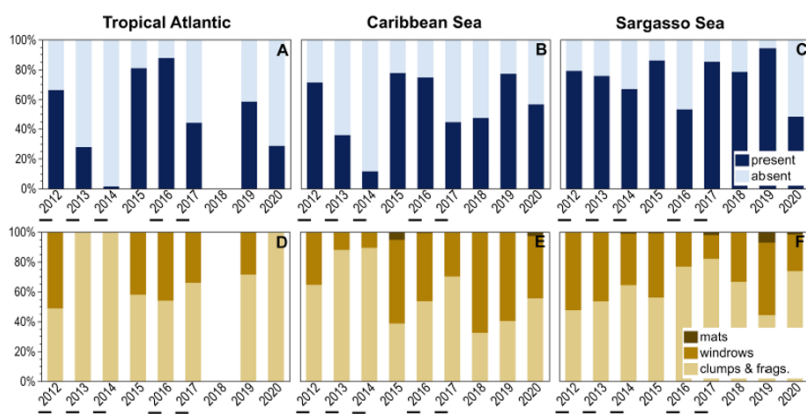 Tropical Atlantic Caribbean Sea Sargasso Sea
100% A B C
80%
60%
40%
20% present
0% absent
2012 2013 2014 2015 2016 2017 2018 2019 2020 2012 2013 2014 2015 2016 2017 2018 2019 2020 2012 2013 2014 2015 2016 2017 2018 2019 2020
100% D E F
80%
60%
40%
mats
20% windrows
0% clumps & frags.
2012 2013 2014 2015 2016 2017 2018 2019 2020 2012 2013 2014 2015 2016 2017 2018 2019 2020 2012 2013 2014 2015 2016 2017 2018 2019 2020